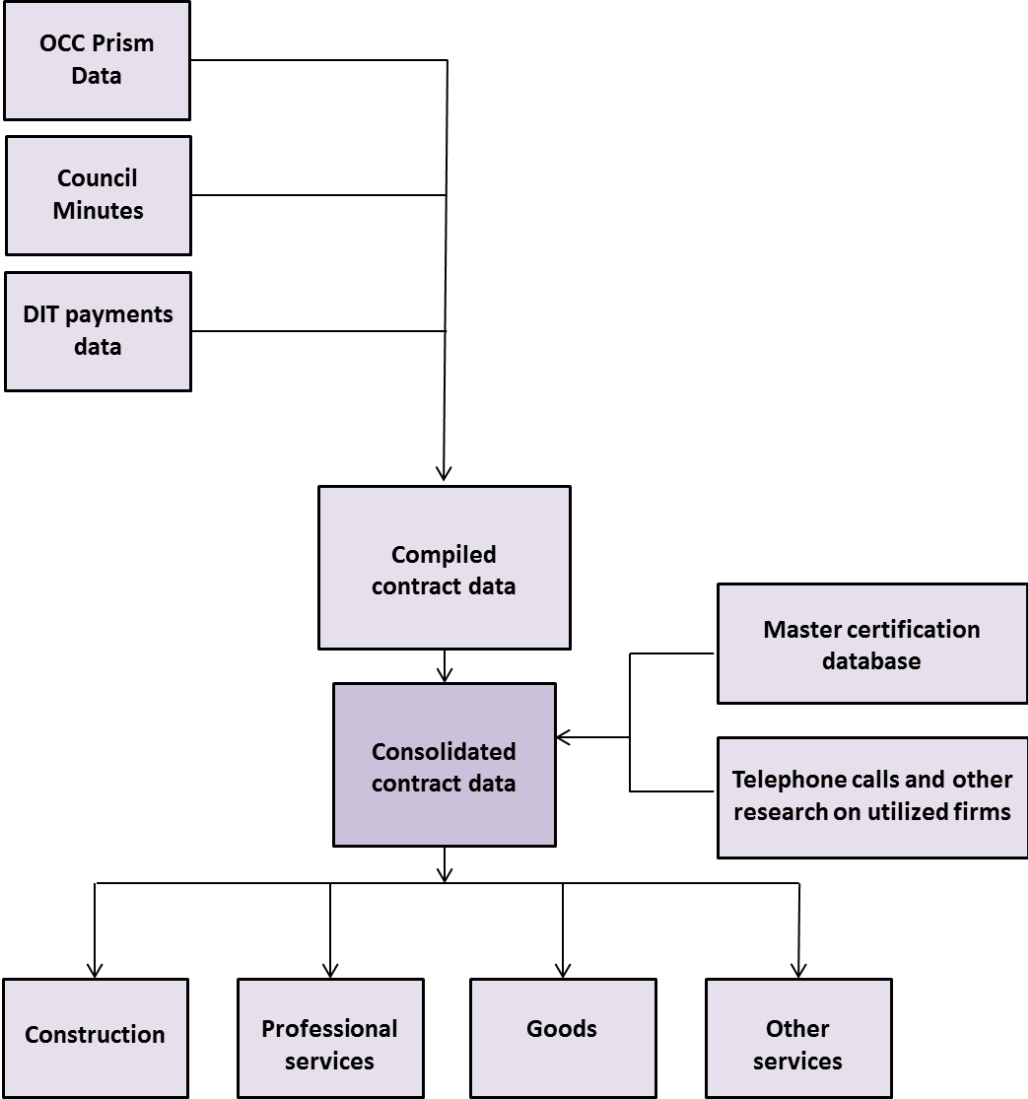 OCC Prism
Data
Council
Minutes
DIT payments
data
Compiled
contract data
Master certification
database
Consolidated
contract data
Telephone calls and other
research on utilized firms
Construction
Professional
services
Goods
Other
services